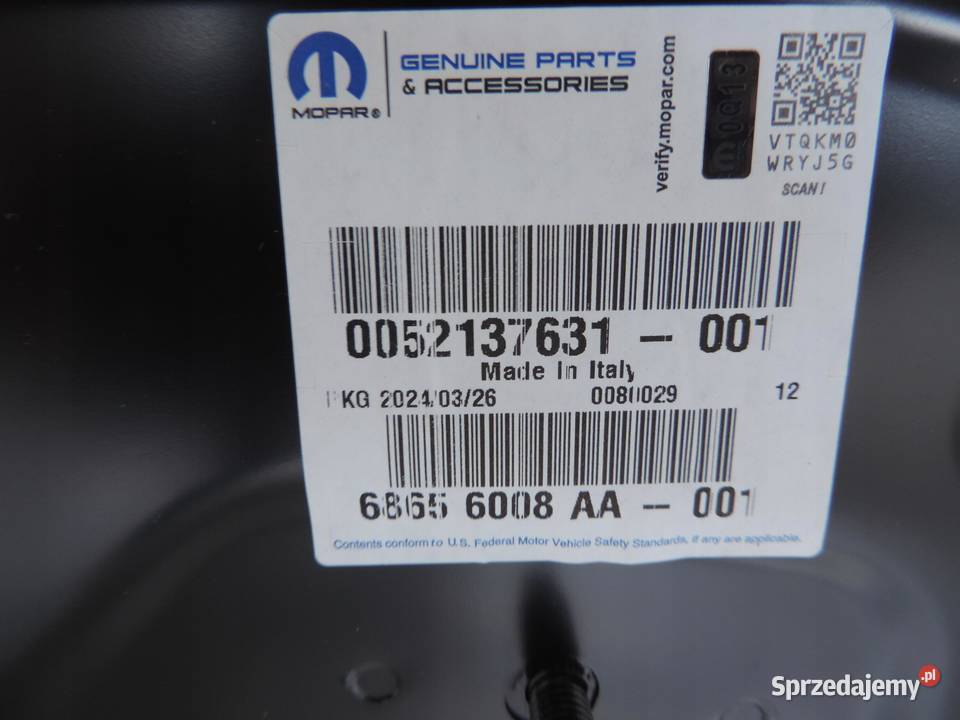 MOPAR®
GENUINE PARTS
& ACCESSORIES
verify.mopar.com
m0913
VTQKM0
WRYJ5G
SCAN!
0052137631 - 001
Made In Italy
PKG 2024/03/26 0080029 12
6865 6008 AA -- 001
Contents conform to U.S. Federal Motor Vehicle Safety Standards, if any are applicable.
Sprzedajemy.pl